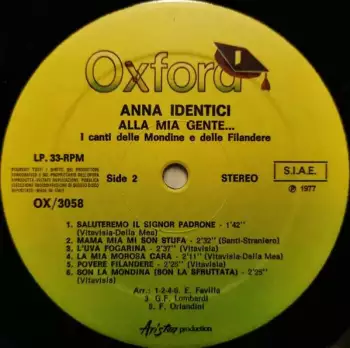 Oxford
1
ANNA IDENTICI
ALLA MIA GENTE...
I canti delle Mondine e delle Filandere
LP. 33-RPM
Side 2
STEREO
S.I.A.E.
OX/3058
Ⓟ 1977
1. SALUTEREMO IL SIGNOR PADRONE - 1'42"
(Vitavisia-Della Mea)
2. MAMA MIA MI SON STUFA - 2'32" (Santi-Straniero)
3. L'UVA FOGARINA - 2'37" (Vitavisia)
4. LA MIA MOROSA CARA - 2'11" (Vitavisia-Della Mea)
5. POVERE FILANDERE - 2'25" (Vitavisia)
6. SON LA MONDINA (SON LA SFRUTTATA) - 2'25"
(Vitavisia)
Arr.: 1-2-4-6. E. Favilla
3. G.F. Lombardi
5. F. Orlandini
Ariston production